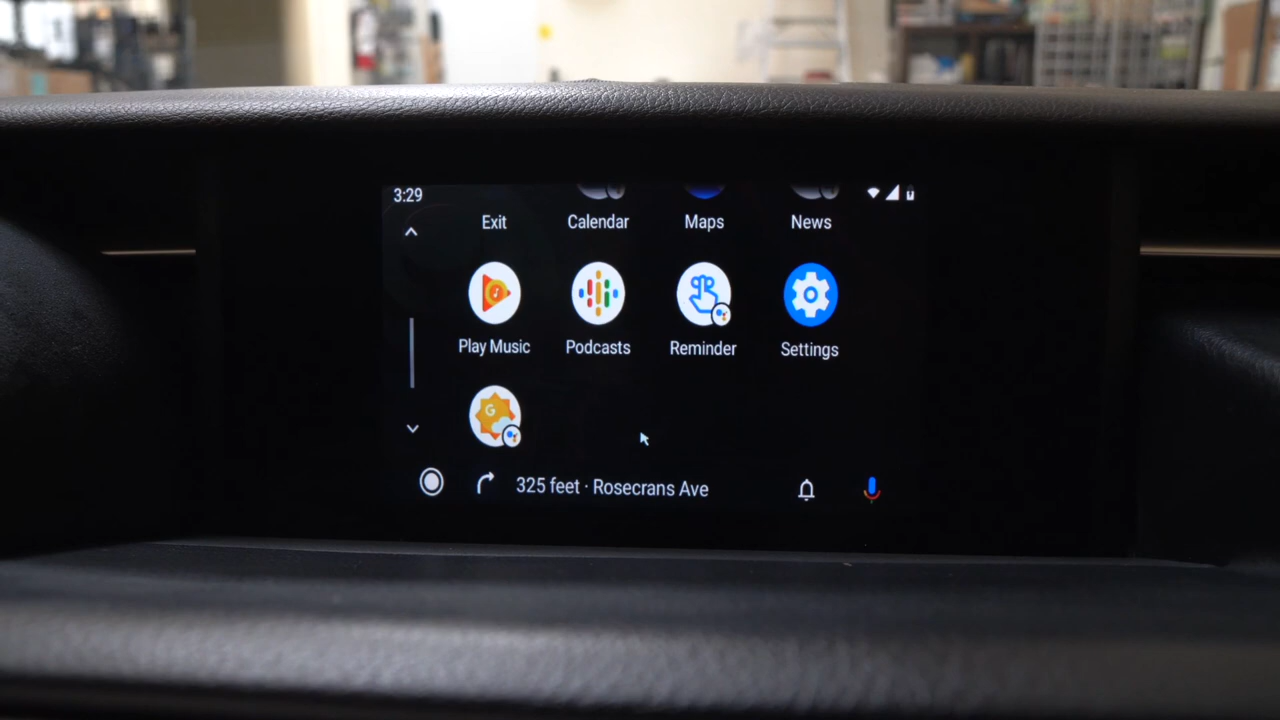 3:29
Exit Calendar Maps News
Play Music Podcasts Reminder Settings
G
325 feet · Rosecrans Ave